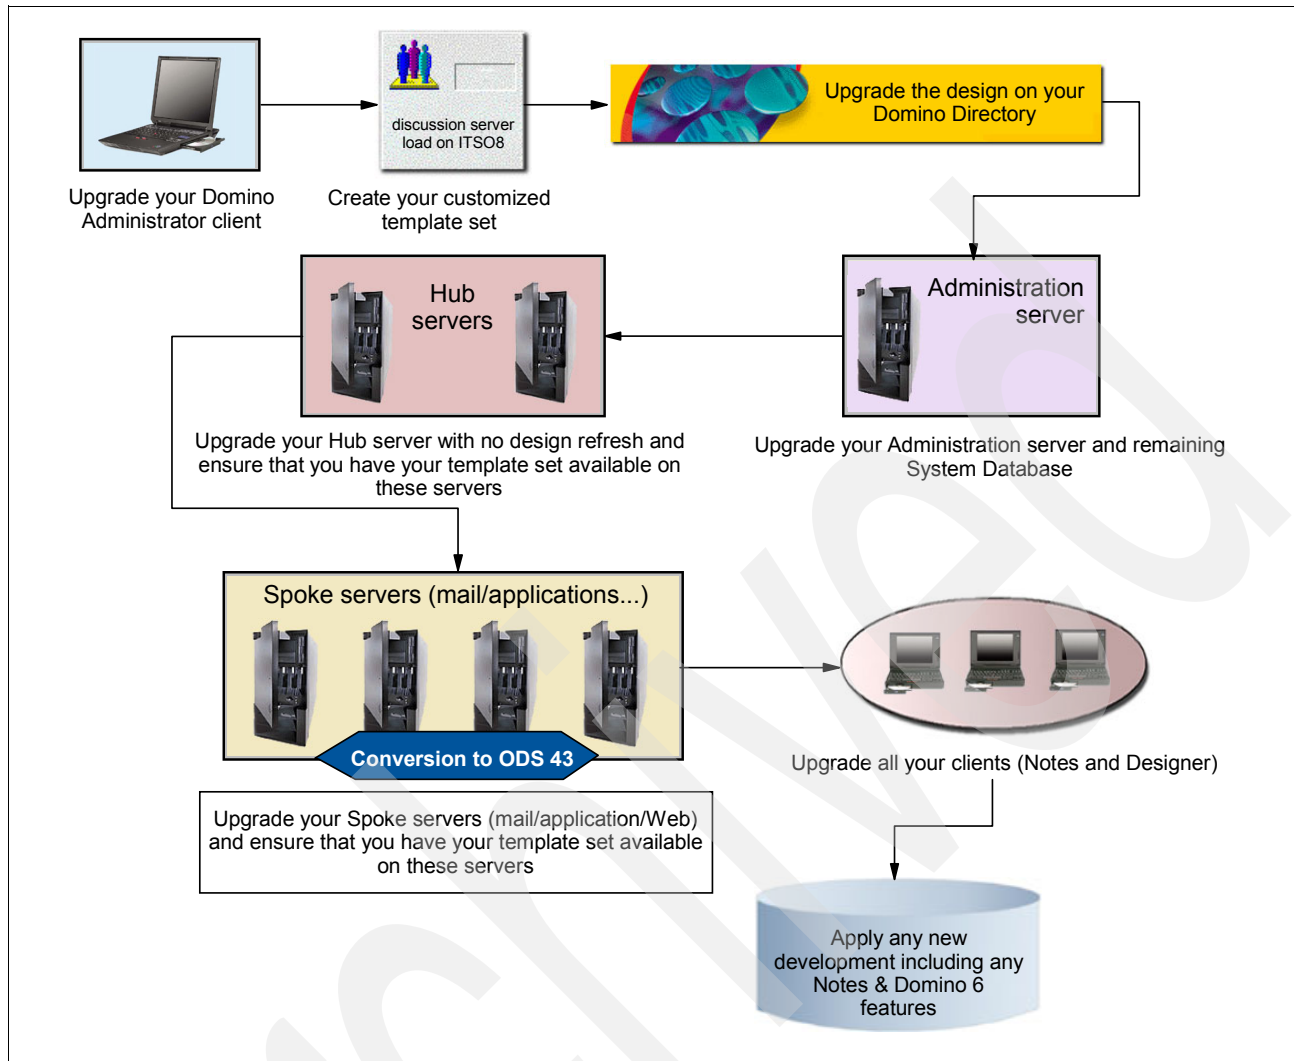 discussion server
load on ITSO8
Upgrade the design on your
Domino Directory
Upgrade your Domino
Administrator client
Create your customized
template set
Hub
servers
Administration
server
Upgrade your Hub server with no design refresh and
ensure that you have your template set available on
these servers
Upgrade your Administration server and remaining
System Database
Spoke servers (mail/applications...)
Conversion to ODS 43
Upgrade your Spoke servers (mail/application/Web)
and ensure that you have your template set available
on these servers
Upgrade all your clients (Notes and Designer)
Apply any new
development including any
Notes & Domino 6
features